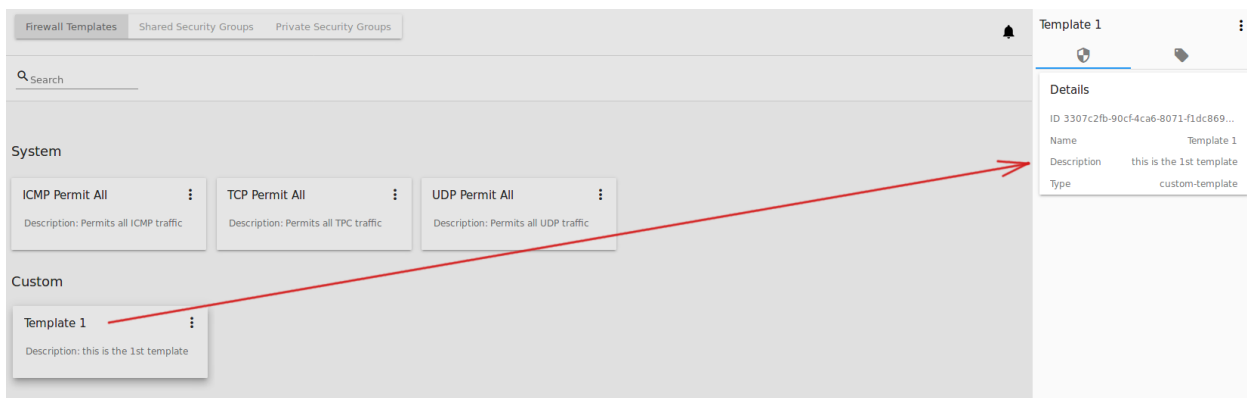 Firewall Templates Shared Security Groups Private Security Groups
Search
System
ICMP Permit All
Description: Permits all ICMP traffic
TCP Permit All
Description: Permits all TPC traffic
UDP Permit All
Description: Permits all UDP traffic
Custom
Template 1
Description: this is the 1st template
Template 1
Details
ID 3307c2fb-90cf-4ca6-8071-f1dc869...
Name Template 1
Description this is the 1st template
Type custom-template